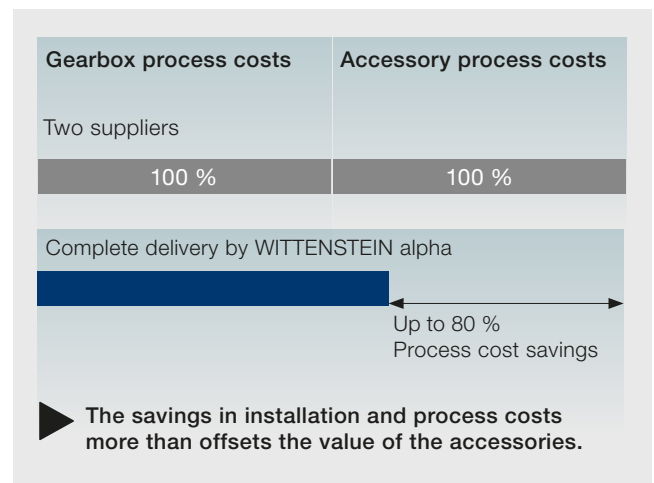 Gearbox process costs
Accessory process costs
Two suppliers
100 %
100 %
Complete delivery by WITTENSTEIN alpha
Up to 80 %
Process cost savings
The savings in installation and process costs
more than offsets the value of the accessories.